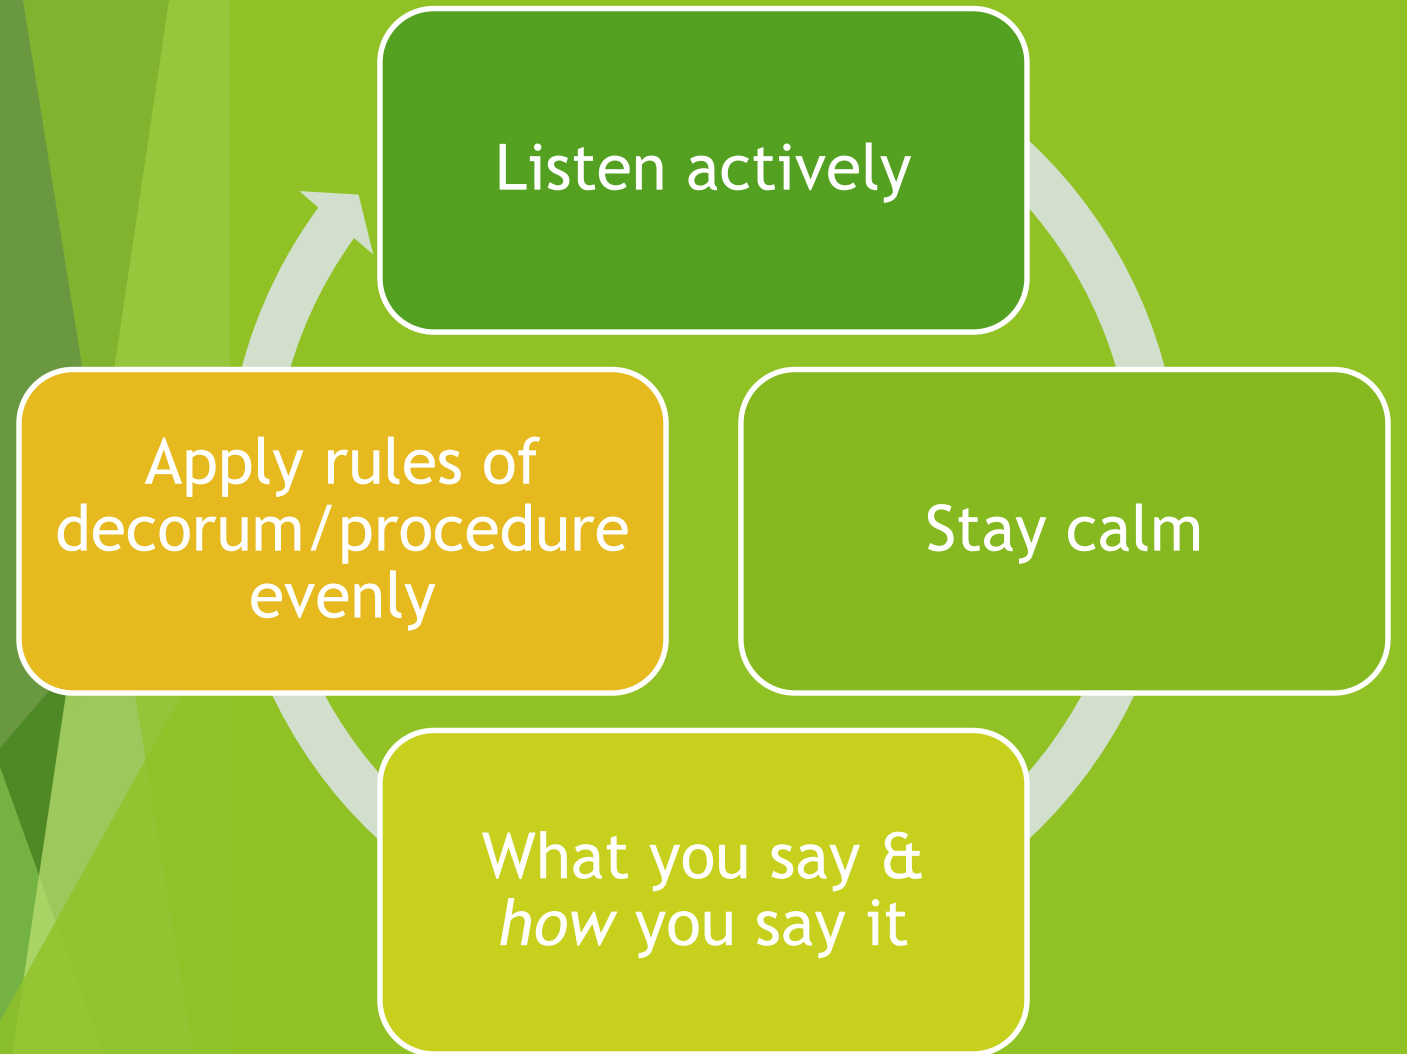 Listen actively
Stay calm
What you say &
how you say it
Apply rules of
decorum/procedure
evenly